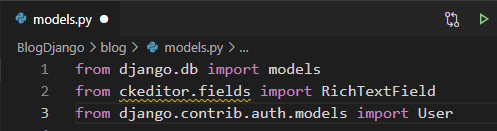 models.py
BlogDjango > blog > models.py > ...
1 from django.db import models
2 from ckeditor.fields import RichTextField
3 from django.contrib.auth.models import User